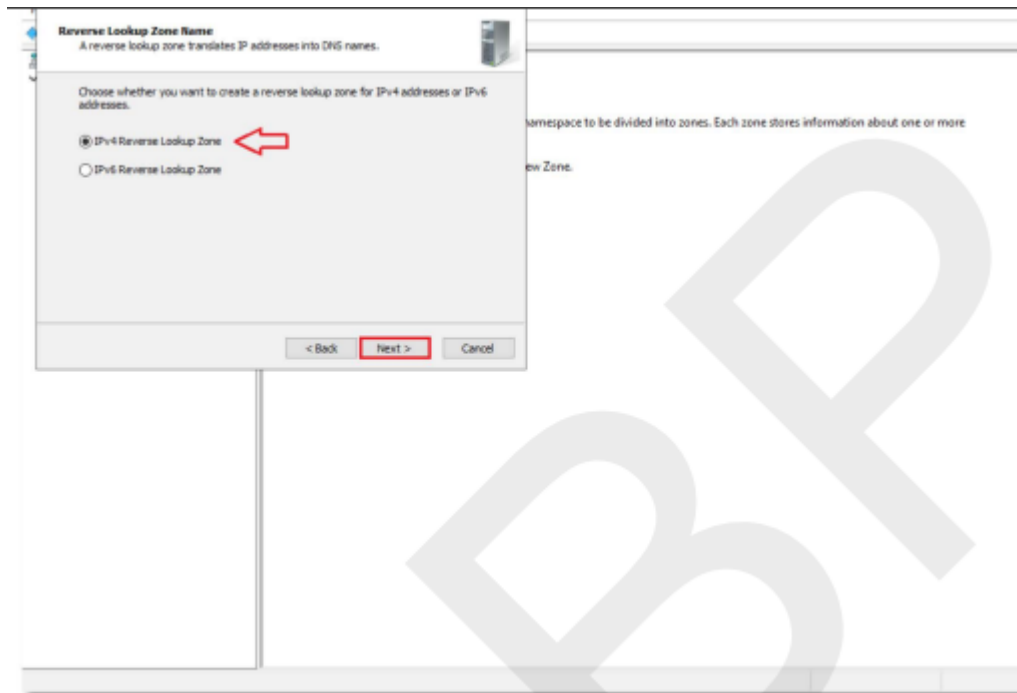 Reverse Lookup Zone Name
A reverse lookup zone translates IP addresses into DNS names.
Choose whether you want to create a reverse lookup zone for IPv4 addresses or IPv6
addresses.
namespace to be divided into zones. Each zone stores information about one or more
IPv4 Reverse Lookup Zone
ew Zone.
IPv6 Reverse Lookup Zone
< Back
Next >
Cancel
BP